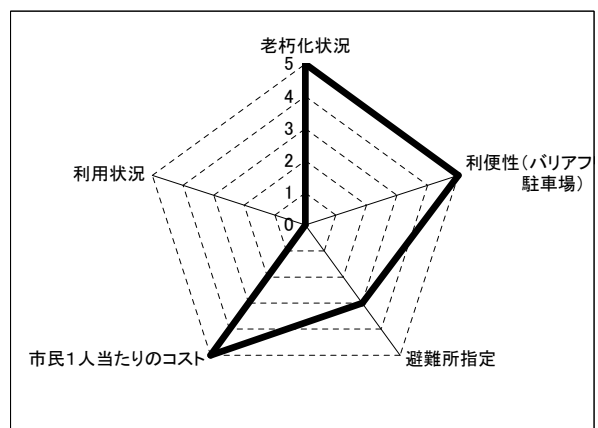 老朽化状況
5
4
3
2
1
0
利便性（バリアフ
駐車場）
利用状況
市民１人当たりのコスト
避難所指定